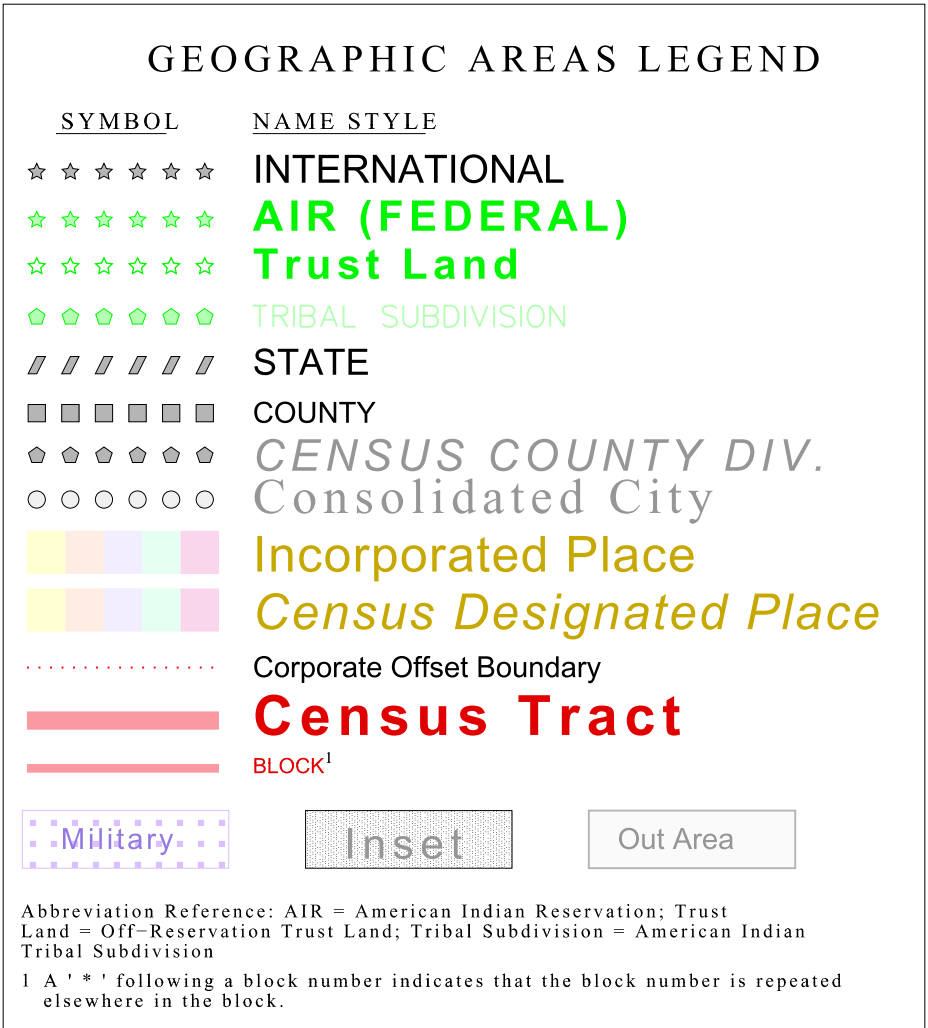 GEOGRAPHIC AREAS LEGEND
SYMBOL NAME STYLE
INTERNATIONAL
AIR (FEDERAL)
Trust Land
TRIBAL SUBDIVISION
STATE
COUNTY
CENSUS COUNTY DIV.
Consolidated City
Incorporated Place
Census Designated Place
Corporate Offset Boundary
Census Tract
BLOCK1
Military Inset Out Area
Abbreviation Reference: AIR = American Indian Reservation; Trust
Land = Off−Reservation Trust Land; Tribal Subdivision = American Indian
Tribal Subdivision
1 A ' * ' following a block number indicates that the block number is repeated
elsewhere in the block.